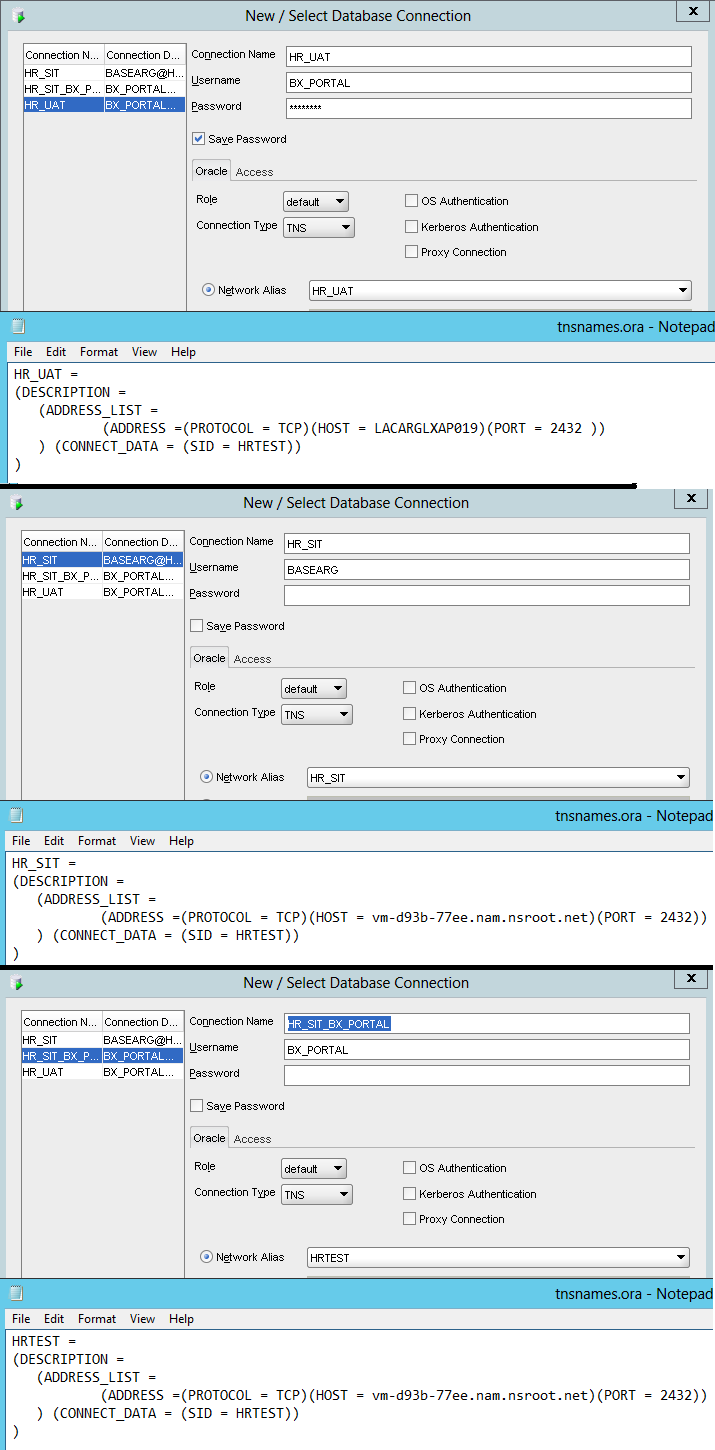 New / Select Database Connection
x
Connection N... Connection D...
HR_SIT BASEARG@H...
HR_SIT_BX_P... BX_PORTAL...
HR_UAT BX_PORTAL...
Connection Name HR_UAT
Username BX_PORTAL
Password ********
Save Password
Oracle Access
Role default OS Authentication
Connection Type TNS Kerberos Authentication
Proxy Connection
Network Alias HR_UAT
tnsnames.ora - Notepad
File Edit Format View Help
HR_UAT =
(DESCRIPTION =
(ADDRESS_LIST =
(ADDRESS =(PROTOCOL = TCP)(HOST = LACARGLXAP019)(PORT = 2432 ))
) (CONNECT_DATA = (SID = HRTEST))
)
New / Select Database Connection
x
Connection N... Connection D...
HR_SIT BASEARG@H...
HR_SIT_BX_P... BX_PORTAL...
HR_UAT BX_PORTAL...
Connection Name HR_SIT
Username BASEARG
Password
Save Password
Oracle Access
Role default OS Authentication
Connection Type TNS Kerberos Authentication
Proxy Connection
Network Alias HR_SIT
tnsnames.ora - Notepad
File Edit Format View Help
HR_SIT =
(DESCRIPTION =
(ADDRESS_LIST =
(ADDRESS =(PROTOCOL = TCP)(HOST = vm-d93b-77ee.nam.nsroot.net)(PORT = 2432))
) (CONNECT_DATA = (SID = HRTEST))
)
New / Select Database Connection
x
Connection N... Connection D...
HR_SIT BASEARG@H...
HR_SIT_BX_P... BX_PORTAL...
HR_UAT BX_PORTAL...
Connection Name HR_SIT_BX_PORTAL
Username BX_PORTAL
Password
Save Password
Oracle Access
Role default OS Authentication
Connection Type TNS Kerberos Authentication
Proxy Connection
Network Alias HRTEST
tnsnames.ora - Notepad
File Edit Format View Help
HRTEST =
(DESCRIPTION =
(ADDRESS_LIST =
(ADDRESS =(PROTOCOL = TCP)(HOST = vm-d93b-77ee.nam.nsroot.net)(PORT = 2432))
) (CONNECT_DATA = (SID = HRTEST))
)